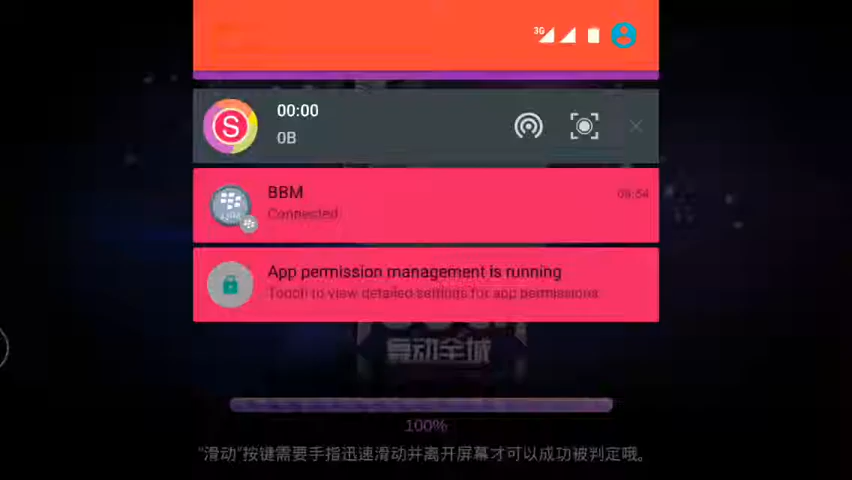 3G
00:00
0B
S
BBM
08:54
Connected
App permission management is running
Touch to view detailed settings for app permissions.
舞动全城
100%
"滑动"按键需要手指迅速滑动并离开屏幕才可以成功被判定哦。